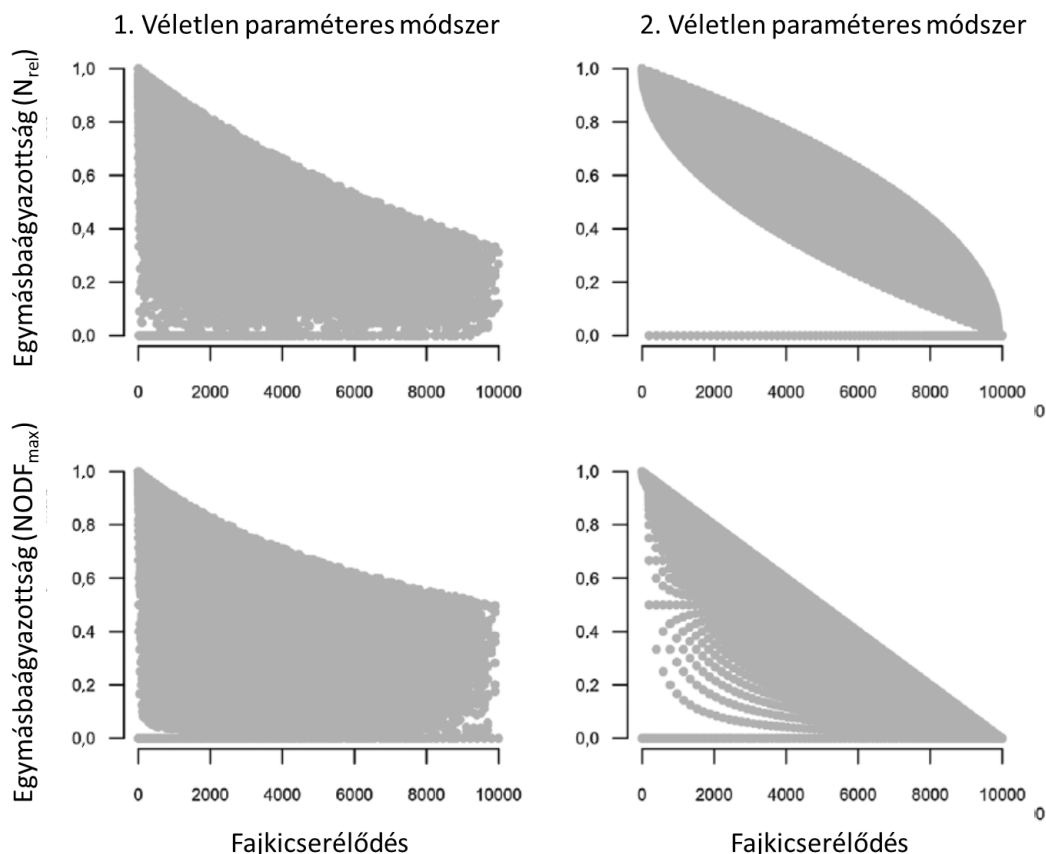 1. Véletlen paraméteres módszer
2. Véletlen paraméteres módszer
Egymásbaágyazottság (Nrel)
1,0
0,8
0,6
0,4
0,2
0,0
0 2000 4000 6000 8000 10000
1,0
0,8
0,6
0,4
0,2
0,0
0 2000 4000 6000 8000 10000
Egymásbaágyazottság (NODFmax)
1,0
0,8
0,6
0,4
0,2
0,0
0 2000 4000 6000 8000 10000
Fajkicserélődés
1,0
0,8
0,6
0,4
0,2
0,0
0 2000 4000 6000 8000 10000
Fajkicserélődés